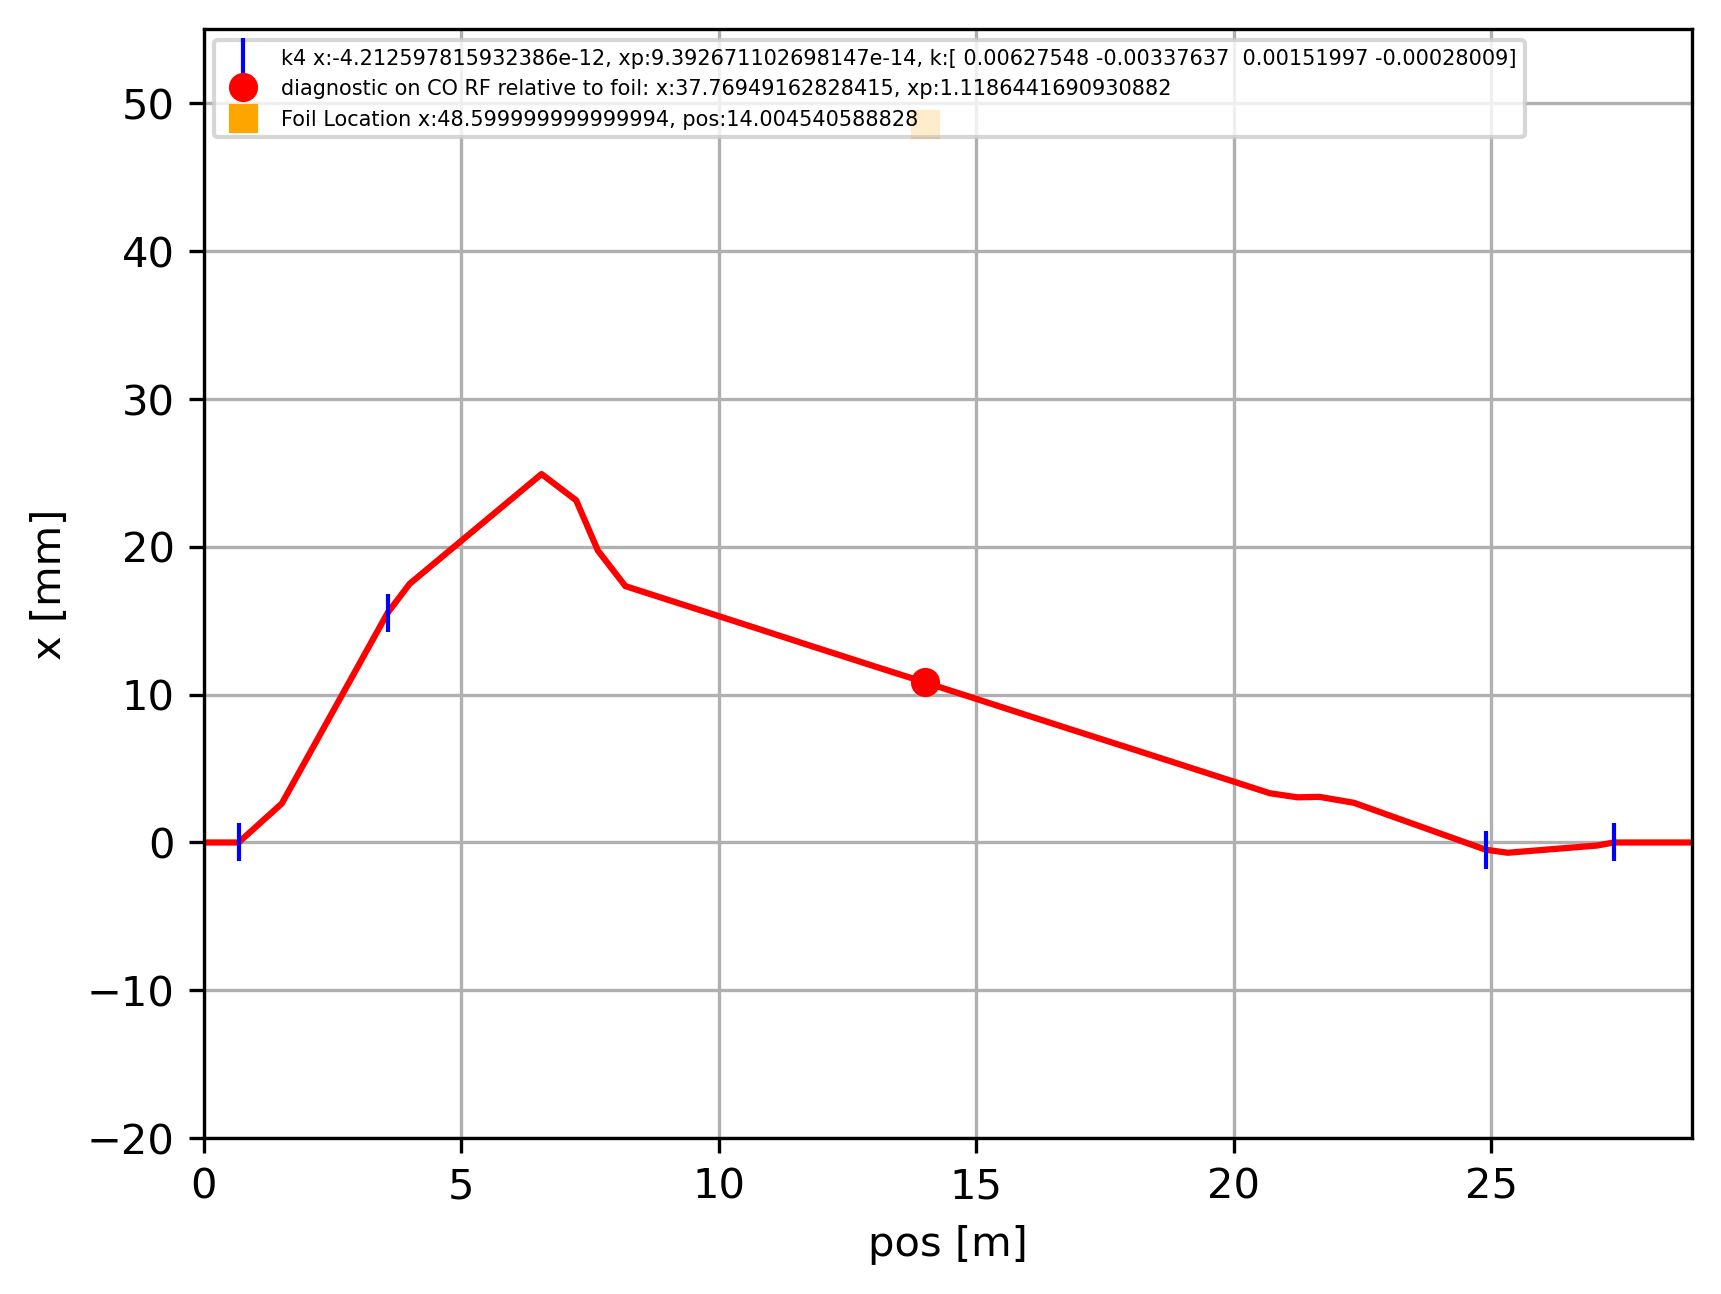 k4 x:-4.212597815932386e-12, xp:9.392671102698147e-14, k:[ 0.00627548 -0.00337637  0.00151997 -0.00028009]
diagnostic on CO RF relative to foil: x:37.76949162828415, xp:1.1186441690930882
Foil Location x:48.599999999999994, pos:14.004540588828
50
40
30
20
10
0
−10
−20
x [mm]
0 5 10 15 20 25
pos [m]